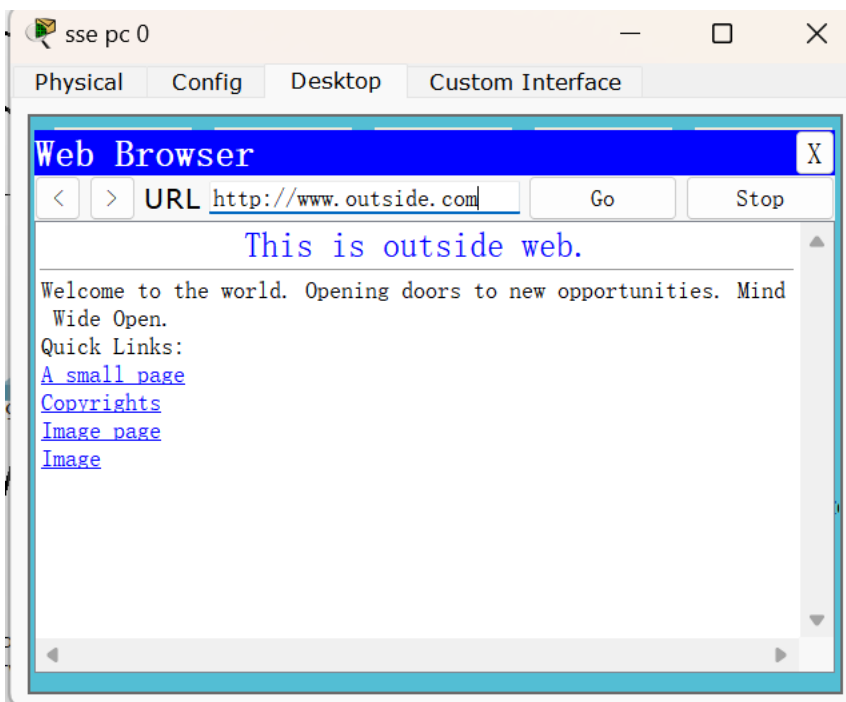 sse pc 0
Physical Config Desktop Custom Interface
Web Browser X
< > URL http://www.outside.com Go Stop
This is outside web.
Welcome to the world. Opening doors to new opportunities. Mind
Wide Open.
Quick Links:
A small page
Copyrights
Image page
Image